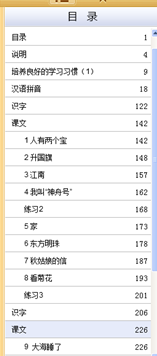 目 录
目录 1
说明 4
培养良好的学习习惯（1） 9
汉语拼音 18
识字 122
课文 142
1 人有两个宝 142
2 升国旗 148
3 江南 157
4 我叫“神舟号” 162
练习2 168
5 家 173
6 东方明珠 178
7 秋姑娘的信 187
8 看菊花 193
练习3 201
识字 206
课文 226
9 大海睡了 226